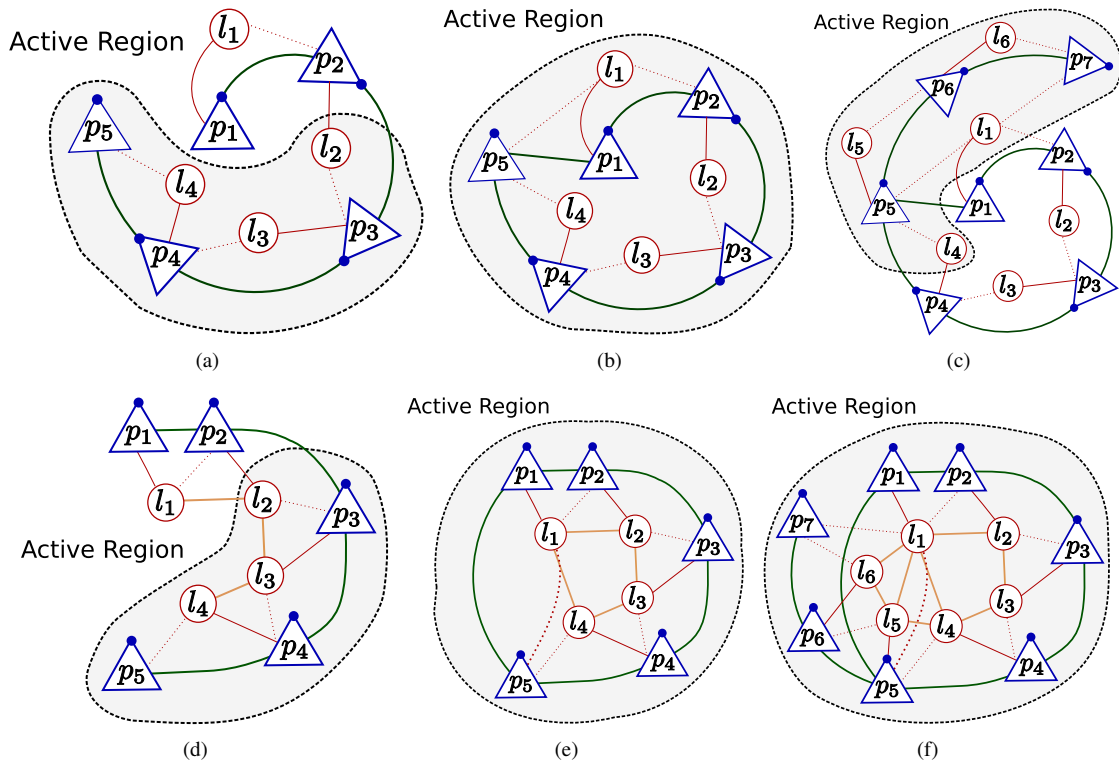 Active Region
l1
p2
p1
p5
l2
l4
l3
p3
p4
(a)
Active Region
l1
p2
p5
p1
l2
l4
l3
p3
p4
(b)
Active Region
l6
p7
p6
l5
l1
p2
p5
p1
l2
l4
l3
p3
p4
(c)
p1
p2
l1
l2
p3
Active Region
l3
l4
p4
p5
(d)
Active Region
p1
p2
l1
l2
p3
l3
l4
p4
p5
(e)
Active Region
p1
p2
p7
l1
l2
p3
l6
l3
l5
l4
p6
p4
p5
(f)